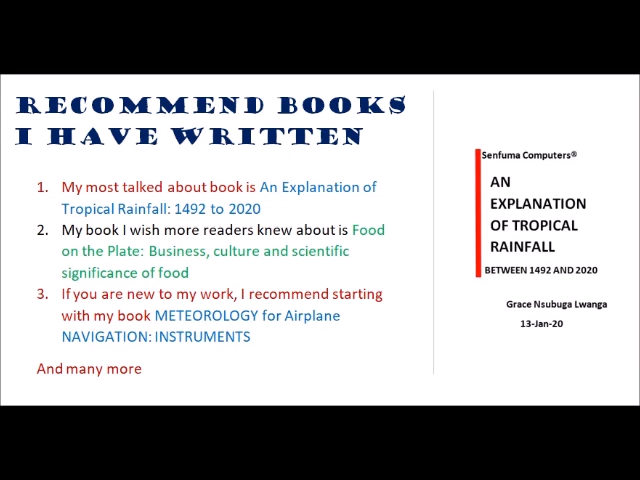 RECOMMEND BOOKS
I HAVE WRITTEN
1. My most talked about book is An Explanation of
Tropical Rainfall: 1492 to 2020
2. My book I wish more readers knew about is Food
on the Plate: Business, culture and scientific
significance of food
3. If you are new to my work, I recommend starting
with my book METEOROLOGY for Airplane
NAVIGATION: INSTRUMENTS
And many more
Senfuma Computers®
AN
EXPLANATION
OF TROPICAL
RAINFALL
BETWEEN 1492 AND 2020
Grace Nsubuga Lwanga
13-Jan-20